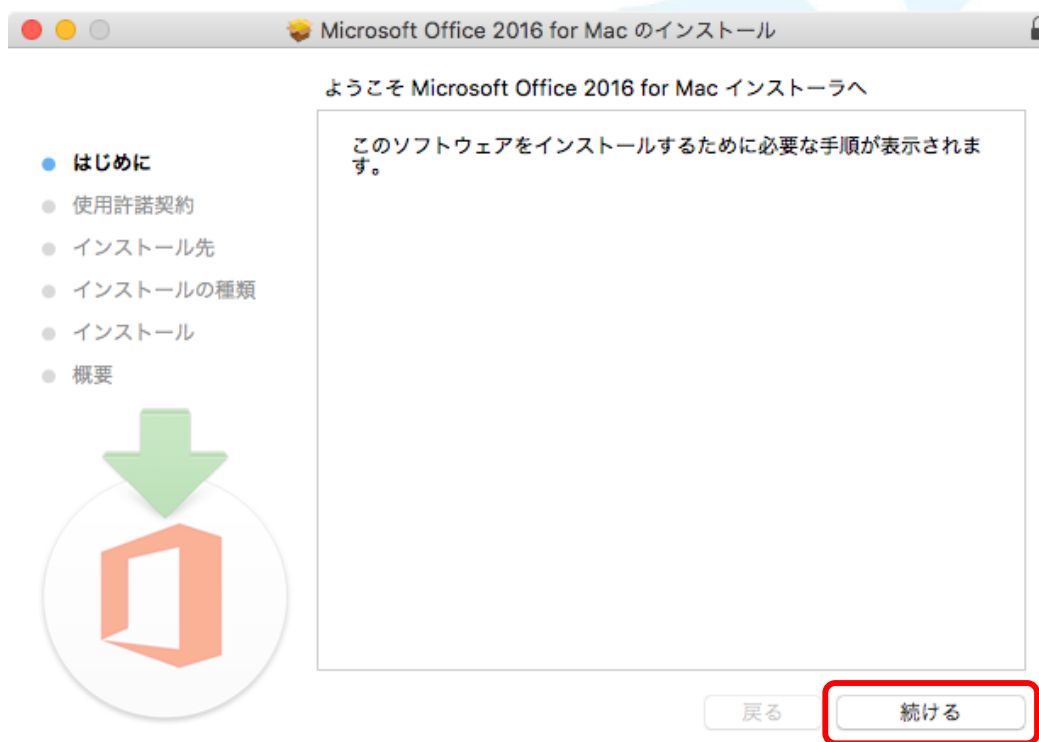 Microsoft Office 2016 for Mac のインストール
ようこそ Microsoft Office 2016 for Mac インストーラへ
はじめに
使用許諾契約
インストール先
インストールの種類
インストール
概要
このソフトウェアをインストールするために必要な手順が表示されま
す。
戻る
続ける